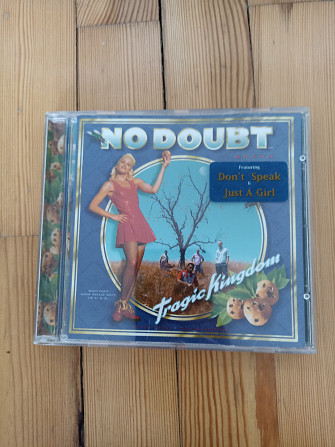 NO DOUBT
Featuring
Don't Speak
&
Just A Girl
Tragic Kingdom